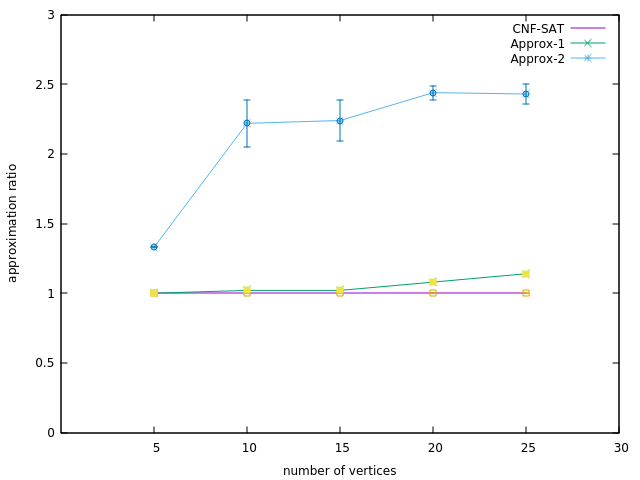 3
2.5
2
1.5
1
0.5
0
approximation ratio
CNF-SAT
Approx-1
Approx-2
5 10 15 20 25 30
number of vertices